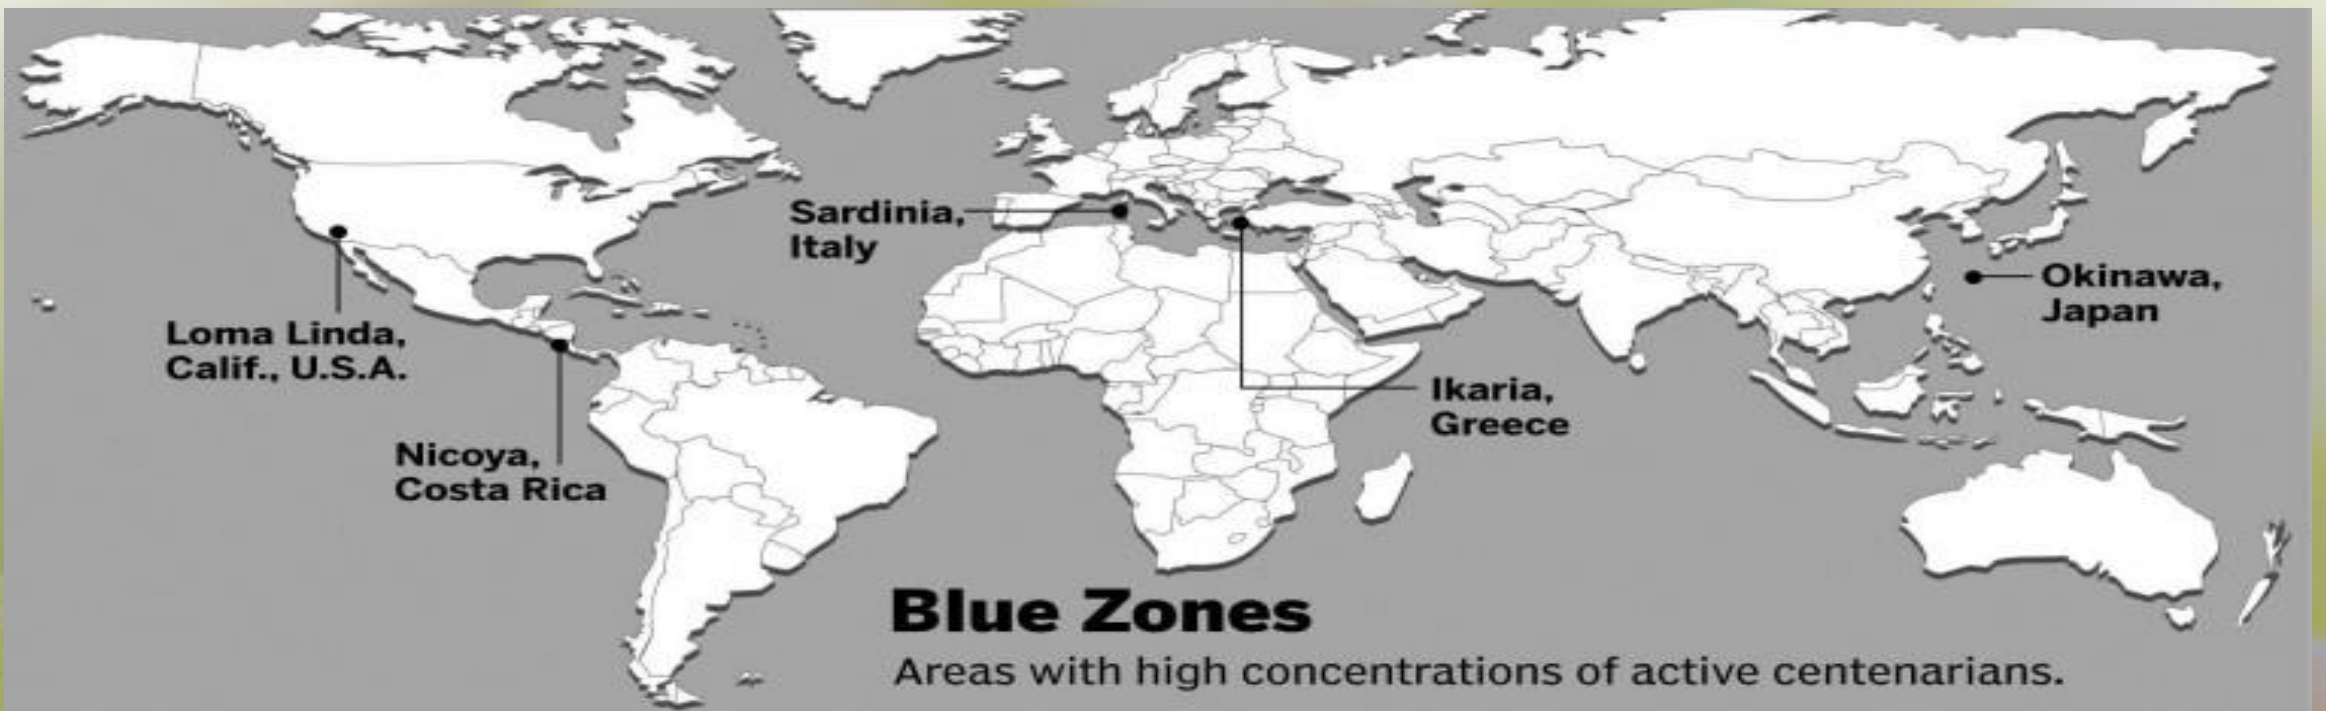 Sardinia,
Italy
Okinawa,
Japan
Loma Linda,
Calif., U.S.A.
Ikaria,
Greece
Nicoya,
Costa Rica
Blue Zones
Areas with high concentrations of active centenarians.